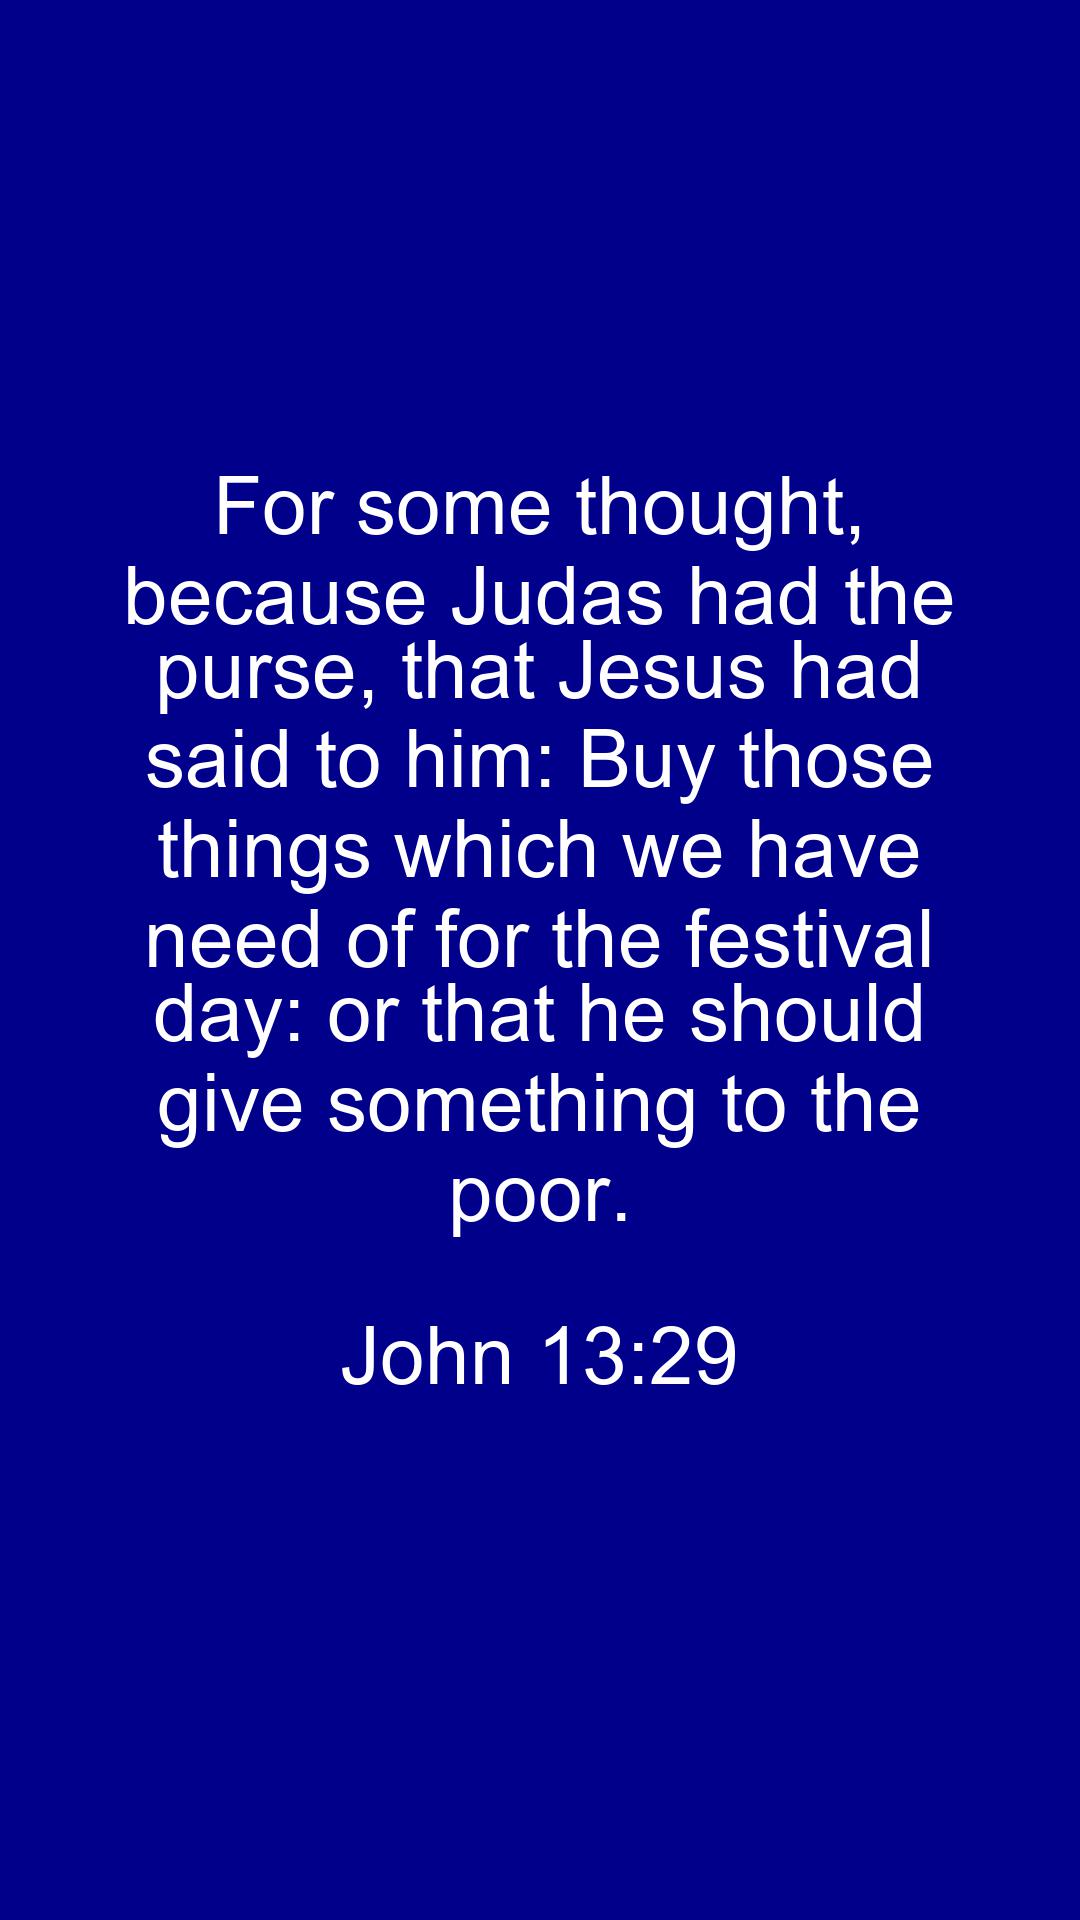 For some thought,
because Judas had the
purse, that Jesus had
said to him: Buy those
things which we have
need of for the festival
day: or that he should
give something to the
poor.
John 13:29